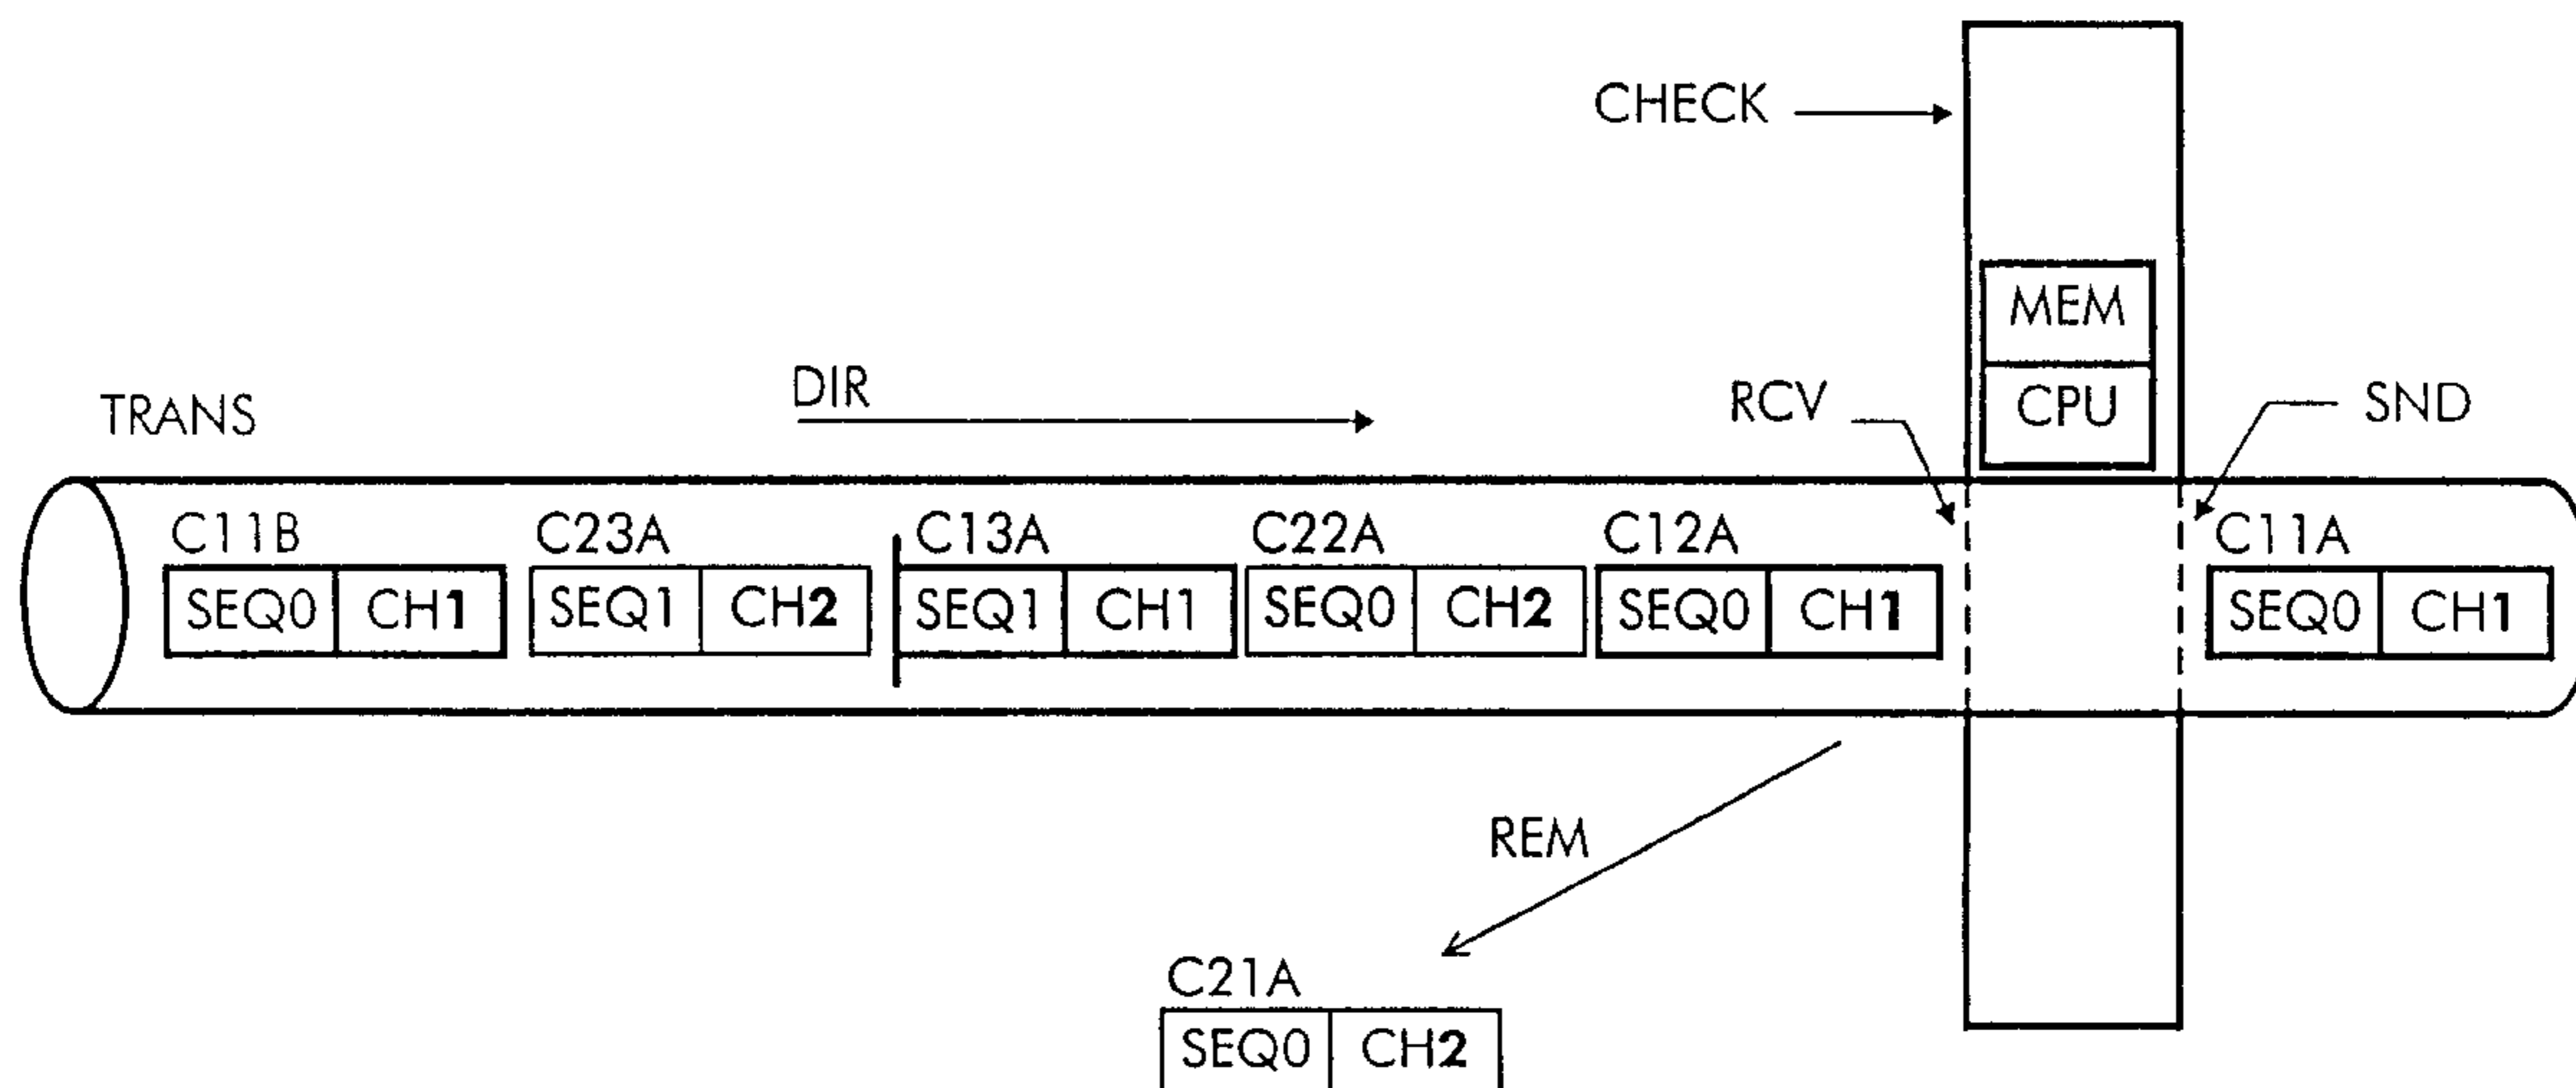 CHECK
MEM
CPU
TRANS
DIR
RCV
SND
C11B
C23A
C13A
C22A
C12A
C11A
SEQ0 CH1
SEQ1 CH2
SEQ1 CH1
SEQ0 CH2
SEQ0 CH1
SEQ0 CH1
REM
C21A
SEQ0 CH2